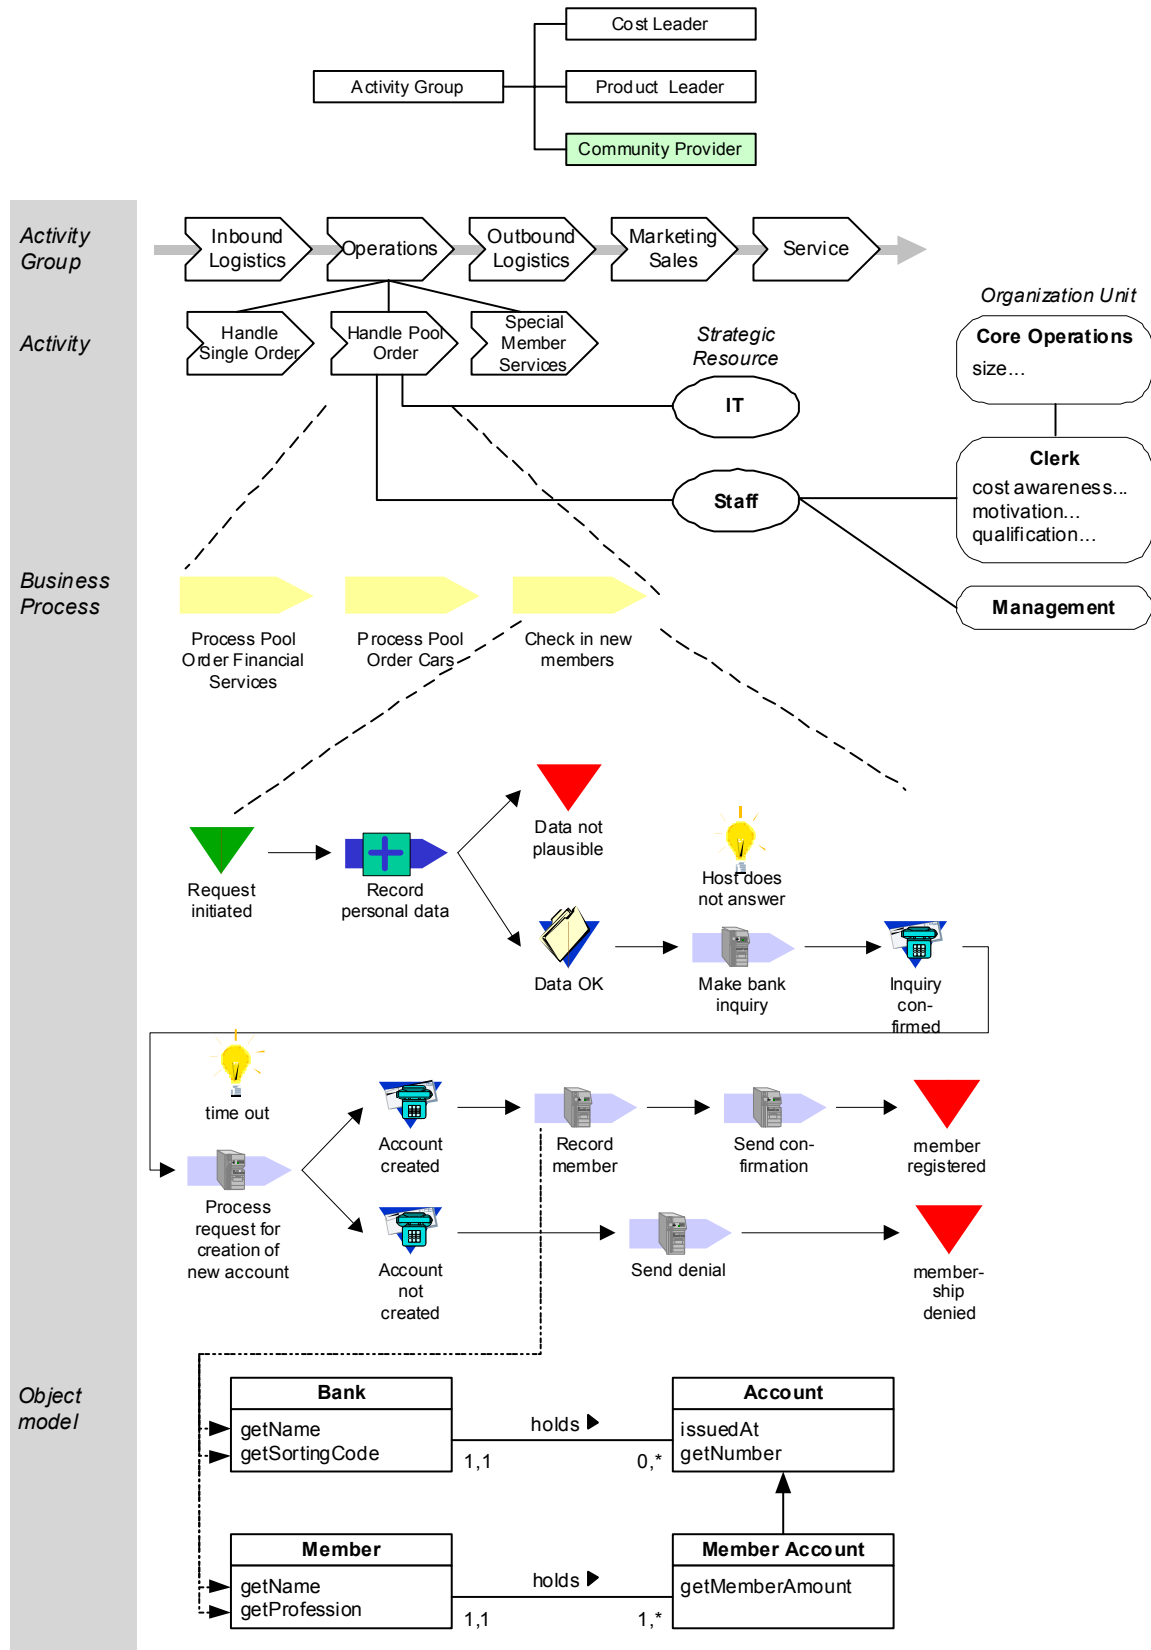 Cost Leader
Activity Group
Product Leader
Community Provider
Activity
Group
Inbound
Logistics
Operations
Outbound
Logistics
Marketing
Sales
Service
Organization Unit
Activity
Handle
Single Order
Handle Pool
Order
Special
Member
Services
Strategic
Resource
Core Operations
size...
IT
Clerk
cost awareness...
motivation...
qualification...
Staff
Management
Business
Process
Process Pool
Order Financial
Services
Process Pool
Order Cars
Check in new
members
Request
initiated
Record
personal data
Data not
plausible
Host does
not answer
Data OK
Make bank
inquiry
Inquiry
con-
firmed
time out
Process
request for
creation of
new account
Account
created
Record
member
Send con-
firmation
member
registered
Account
not
created
Send denial
member-
ship
denied
Object
model
Bank
getName
getSortingCode
holds
1,1
0,*
Account
issuedAt
getNumber
Member
getName
getProfession
holds
1,1
1,*
Member Account
getMemberAmount